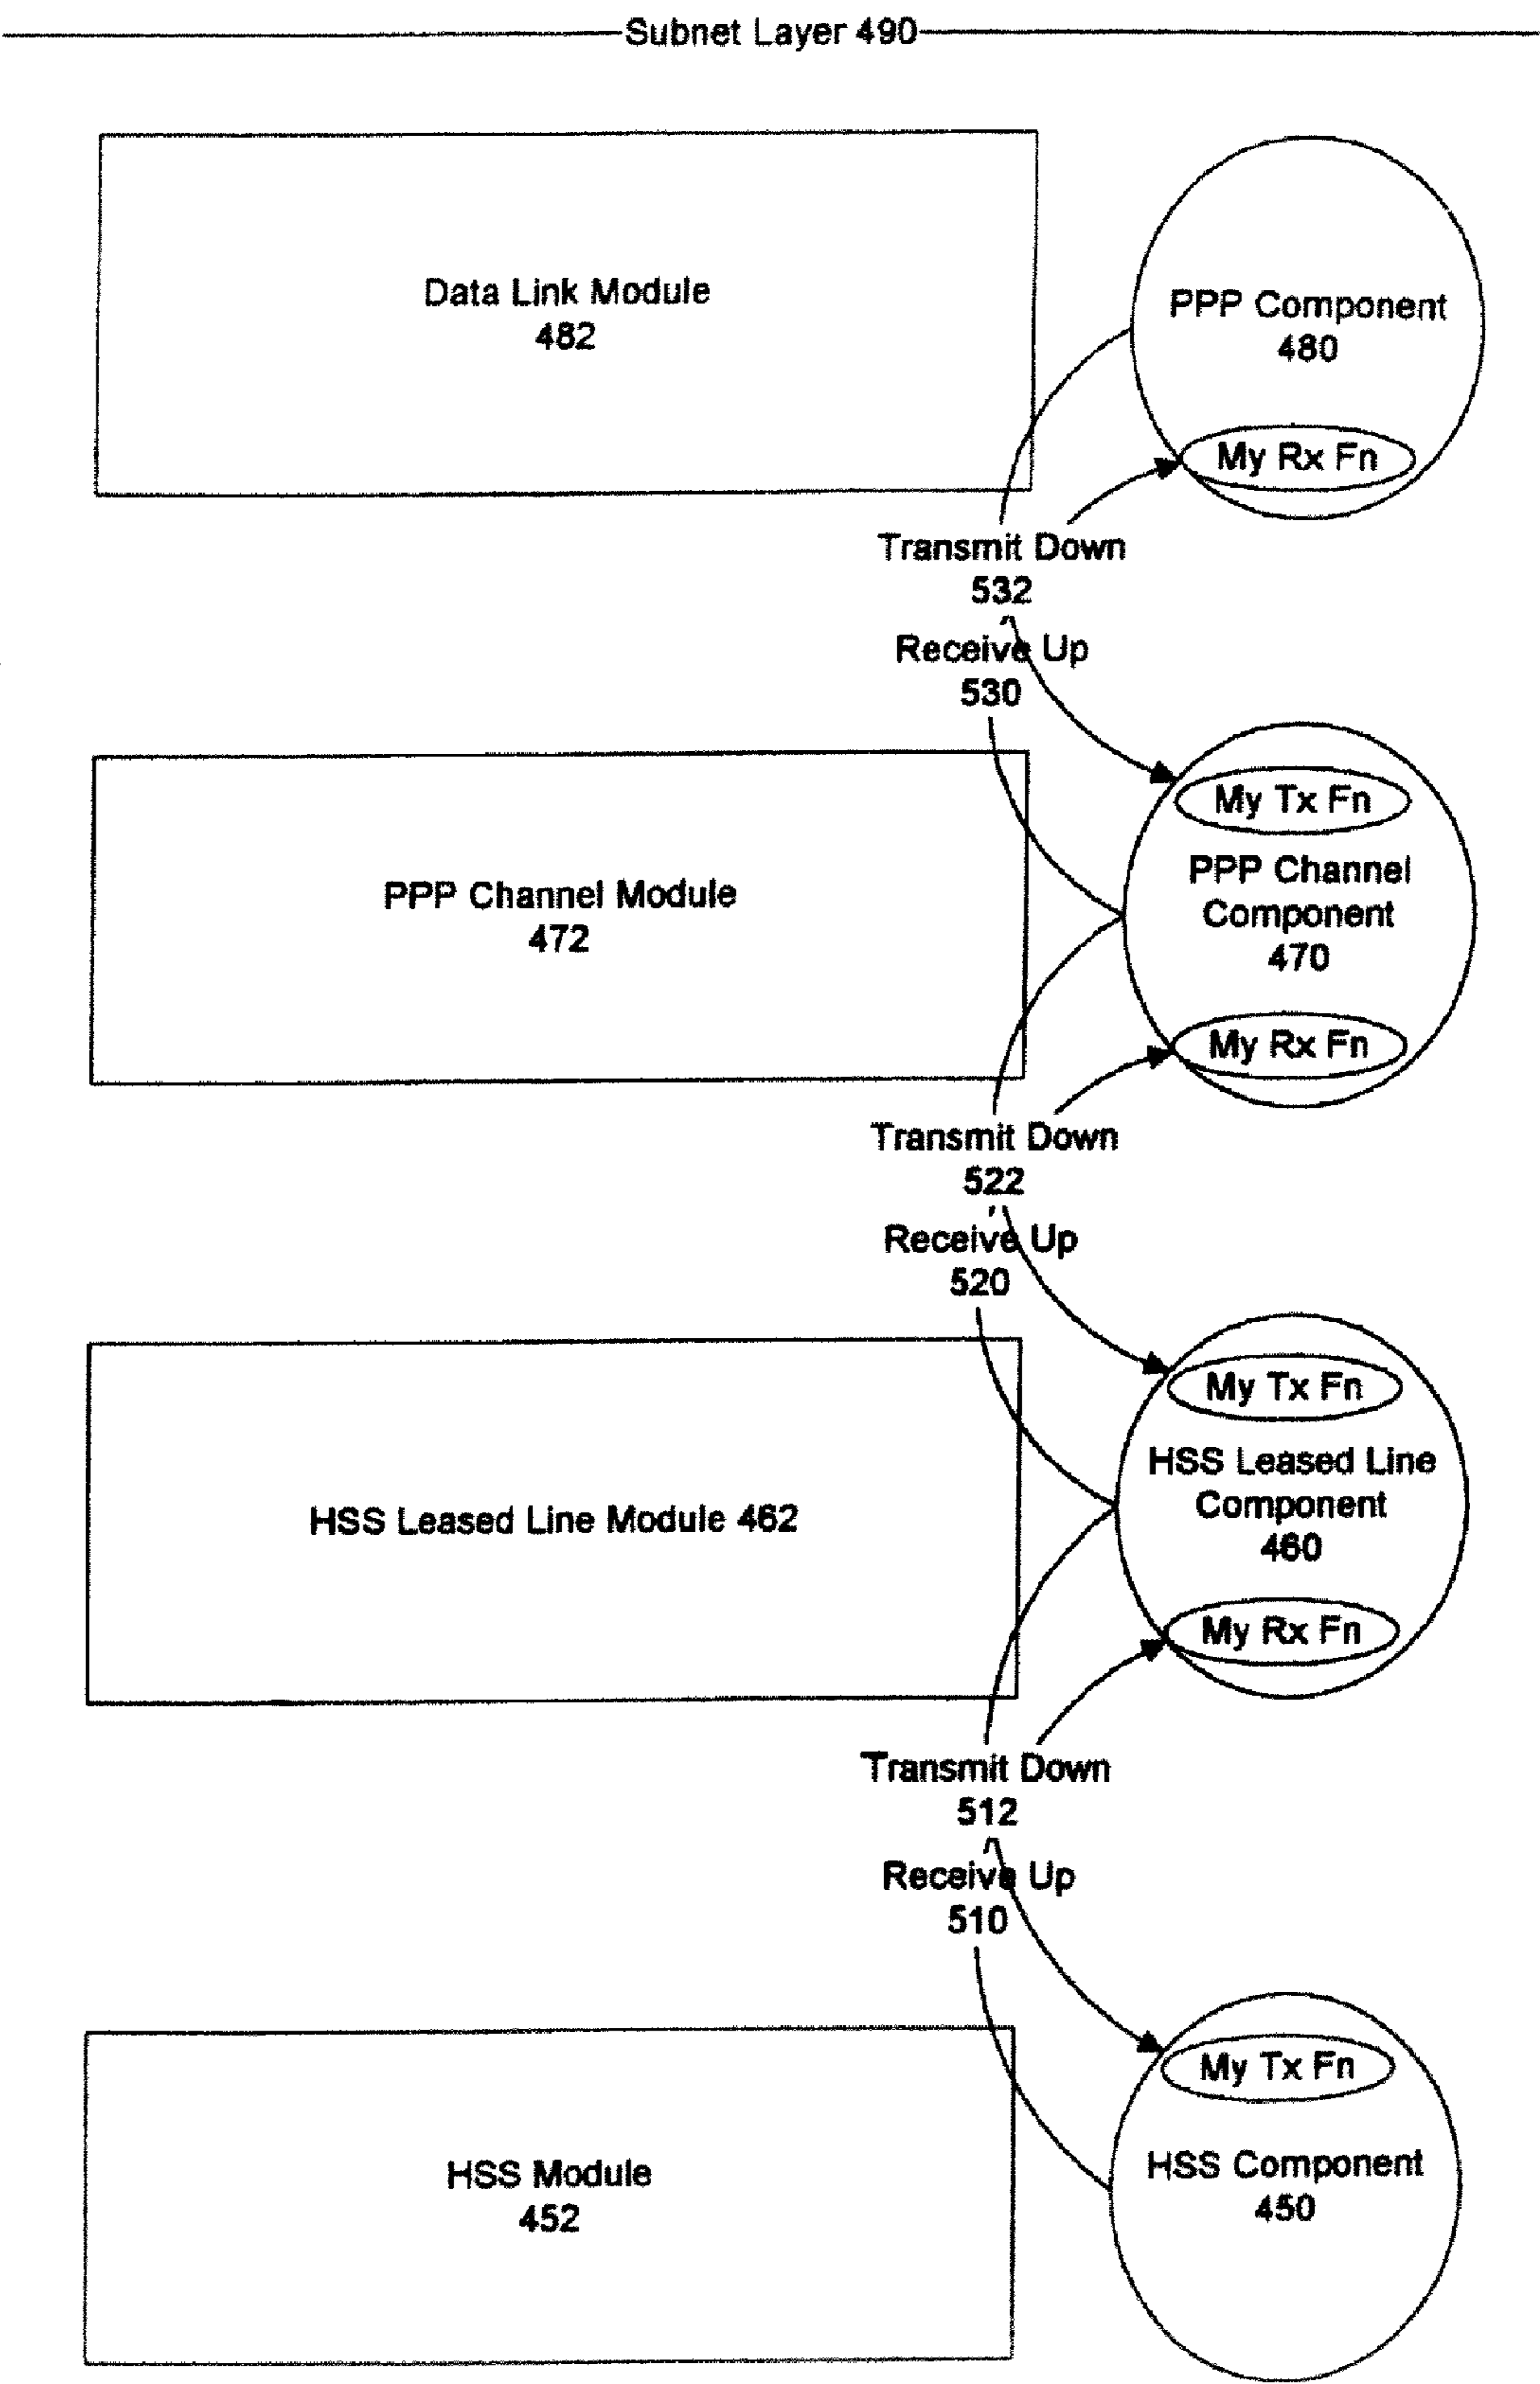 Subnet Layer 490
Data Link Module
482
PPP Component
480
My Rx Fn
Transmit Down
532
Receive Up
530
My Tx Fn
PPP Channel Module
472
PPP Channel
Component
470
My Rx Fn
Transmit Down
522
Receive Up
520
My Tx Fn
HSS Leased Line Module 462
HSS Leased Line
Component
460
My Rx Fn
Transmit Down
512
Receive Up
510
My Tx Fn
HSS Module
452
HSS Component
450